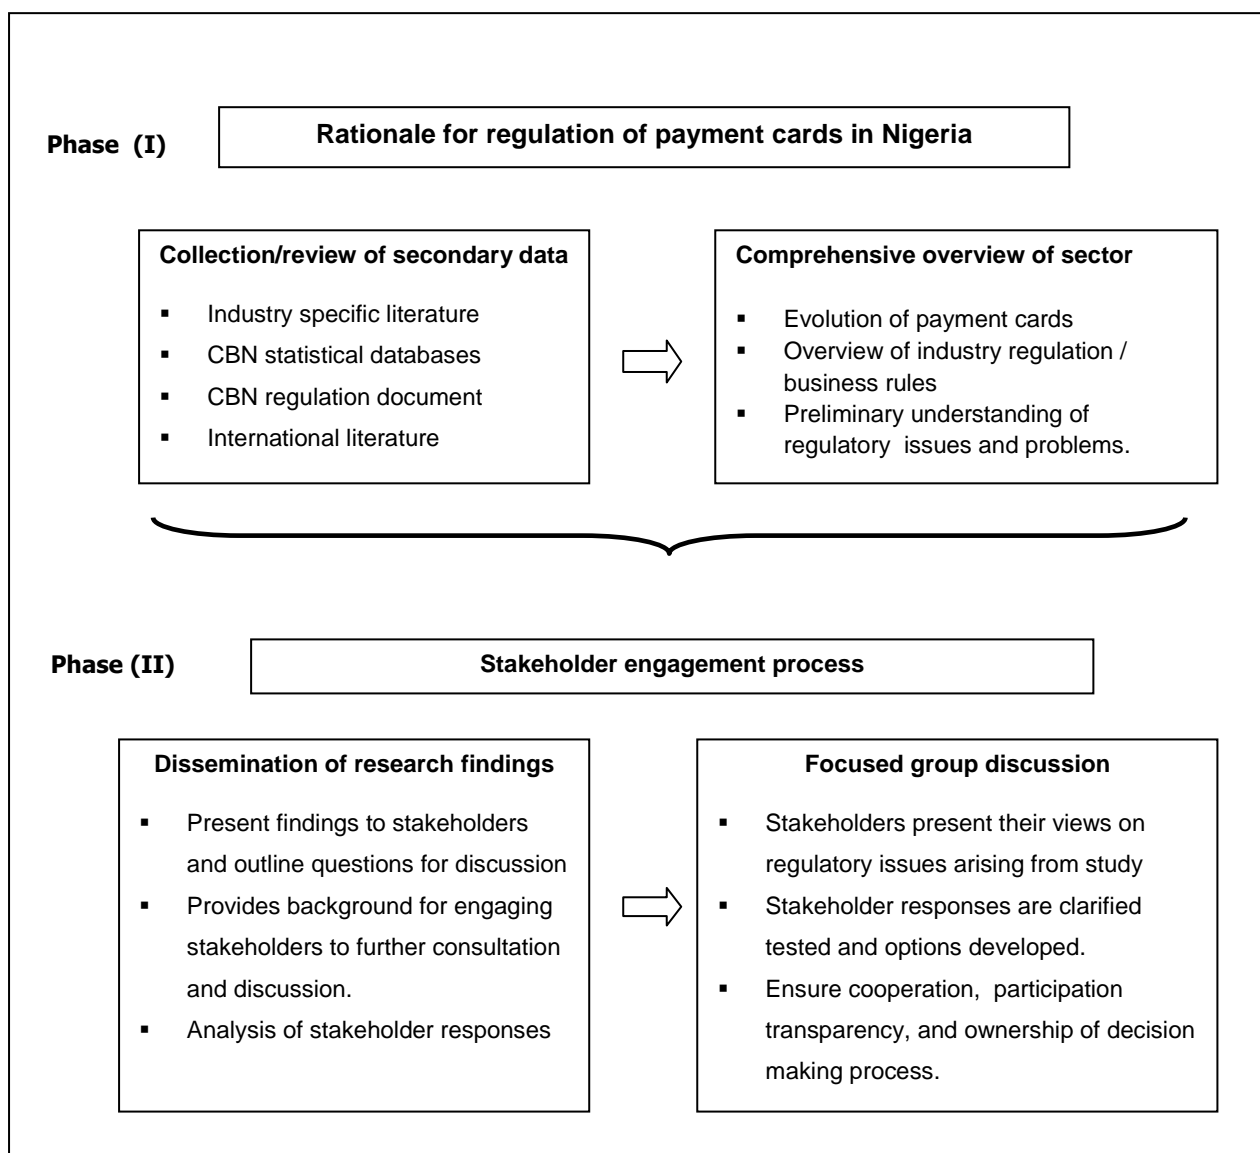 Phase (I)
Rationale for regulation of payment cards in Nigeria
Collection/review of secondary data
▪ Industry specific literature
▪ CBN statistical databases
▪ CBN regulation document
▪ International literature
Comprehensive overview of sector
▪ Evolution of payment cards
▪ Overview of industry regulation /
business rules
▪ Preliminary understanding of
regulatory issues and problems.
Phase (II)
Stakeholder engagement process
Dissemination of research findings
▪ Present findings to stakeholders
and outline questions for discussion
▪ Provides background for engaging
stakeholders to further consultation
and discussion.
▪ Analysis of stakeholder responses
Focused group discussion
▪ Stakeholders present their views on
regulatory issues arising from study
▪ Stakeholder responses are clarified
tested and options developed.
▪ Ensure cooperation, participation
transparency, and ownership of decision
making process.